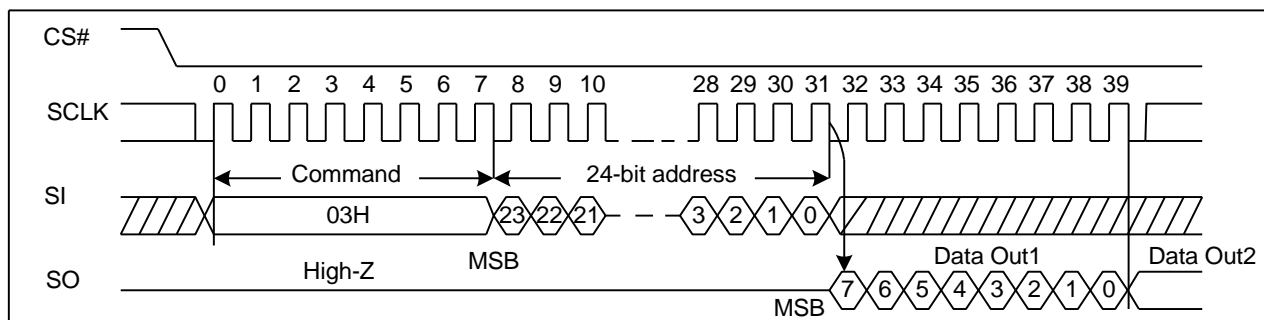 CS#
0 1 2 3 4 5 6 7 8 9 10 28 29 30 31 32 33 34 35 36 37 38 39
SCLK
Command 24-bit address
SI
03H 23 22 21 3 2 1 0
High-Z MSB Data Out1 Data Out2
SO
MSB 7 6 5 4 3 2 1 0